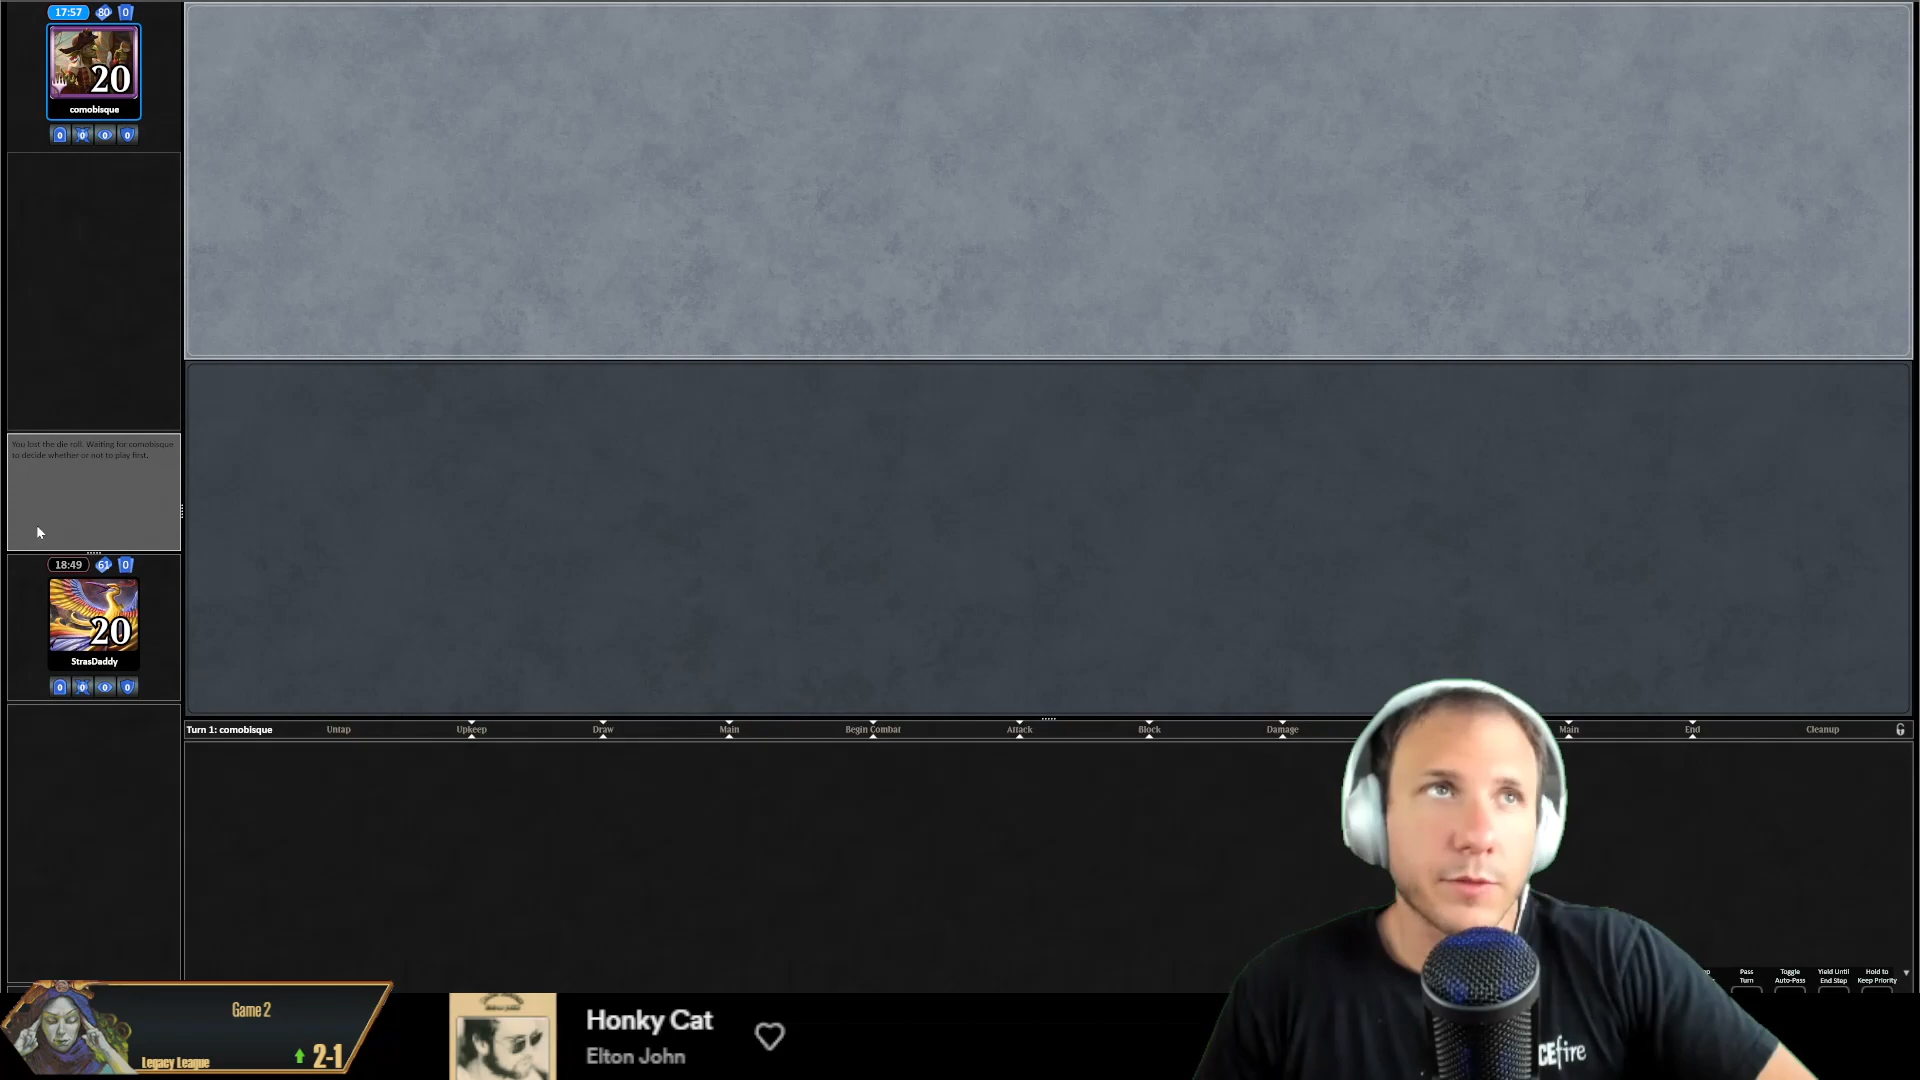 17:57 80 0
20
comobisque
0 0 0 0
You lost the die roll. Waiting for comobisque
to decide whether or not to play first.
18:49 61 0
20
StrasDaddy
0 0 0 0
Turn 1: comobisque Untap Upkeep Draw Main Begin Combat Attack Block Damage Main End Cleanup
Pass Turn
Toggle Auto-Pass
Yield Until End Step
Hold to Keep Priority
Game 2
Legacy League 2-1
Honky Cat
Elton John
CEfire